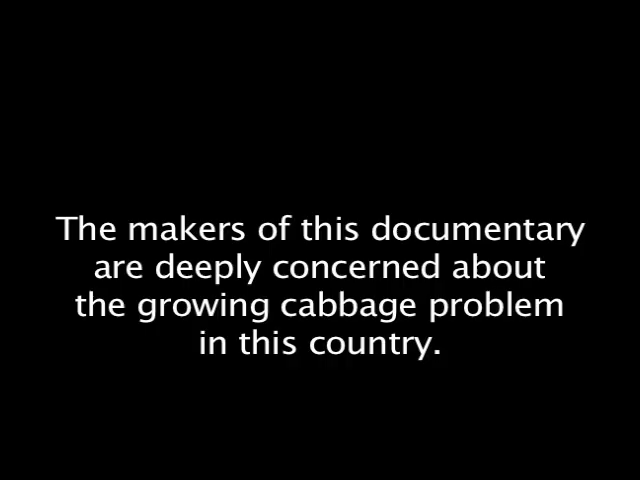 The makers of this documentary
are deeply concerned about
the growing cabbage problem
in this country.